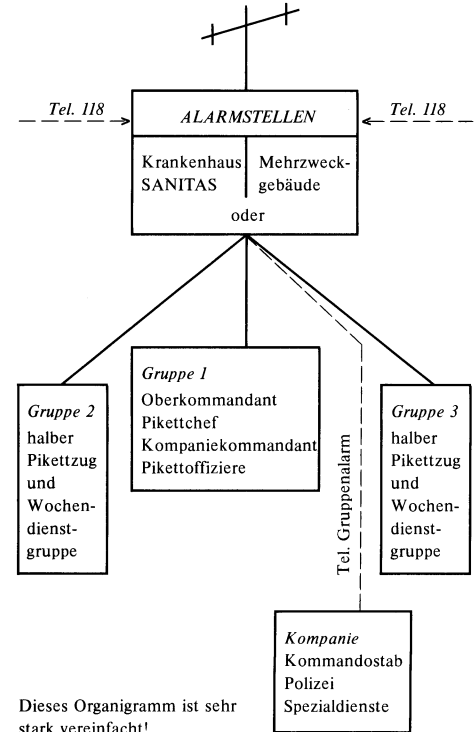 Tel. 118
Tel. 118
ALARMSTELLEN
Krankenhaus
SANITAS
Mehrzweck-
gebäude
oder
Gruppe 1
Oberkommandant
Pikettchef
Kompaniekommandant
Pikettoffiziere
Gruppe 2
halber
Pikettzug
und
Wochen-
dienst-
gruppe
Gruppe 3
halber
Pikettzug
und
Wochen-
dienst-
gruppe
Tel. Gruppenalarm
Kompanie
Kommandostab
Polizei
Spezialdienste
Dieses Organigramm ist sehr
stark vereinfacht!